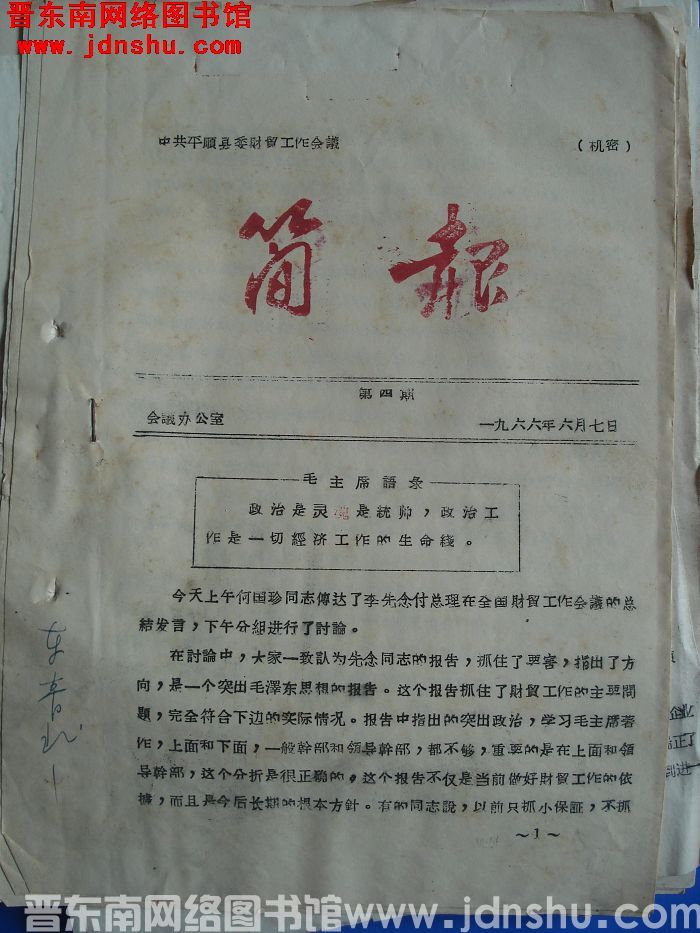 晋东南网络图书馆
www.jdnshu.com
中共平順县委財貿工作会議
（机密）
简报
第四期
会議办公室
一九六六年六月七日
毛主席語录
政治是灵魂是統帅，政治工
作是一切經济工作的生命綫。
今天上午何国珍同志傳达了李先念付总理在全国財貿工作会議的总
結发言，下午分組进行了討論。
在討論中，大家一致認为先念同志的报告，抓住了要害，指出了方
向，是一个突出毛澤东思想的报告。这个报告抓住了財貿工作的主要問
題，完全符合下边的实际情况。报告中指出的突出政治，学习毛主席著
作，上面和下面，一般幹部和領导幹部，都不够，重要的是在上面和領
导幹部，这个分折是很正确的，这个报告不仅是当前做好財貿工作的依
據，而且是今后长期的根本方針。有的同志說，以前只抓小保証，不抓
～1～
晋东南网络图书馆www.jdnshu.com